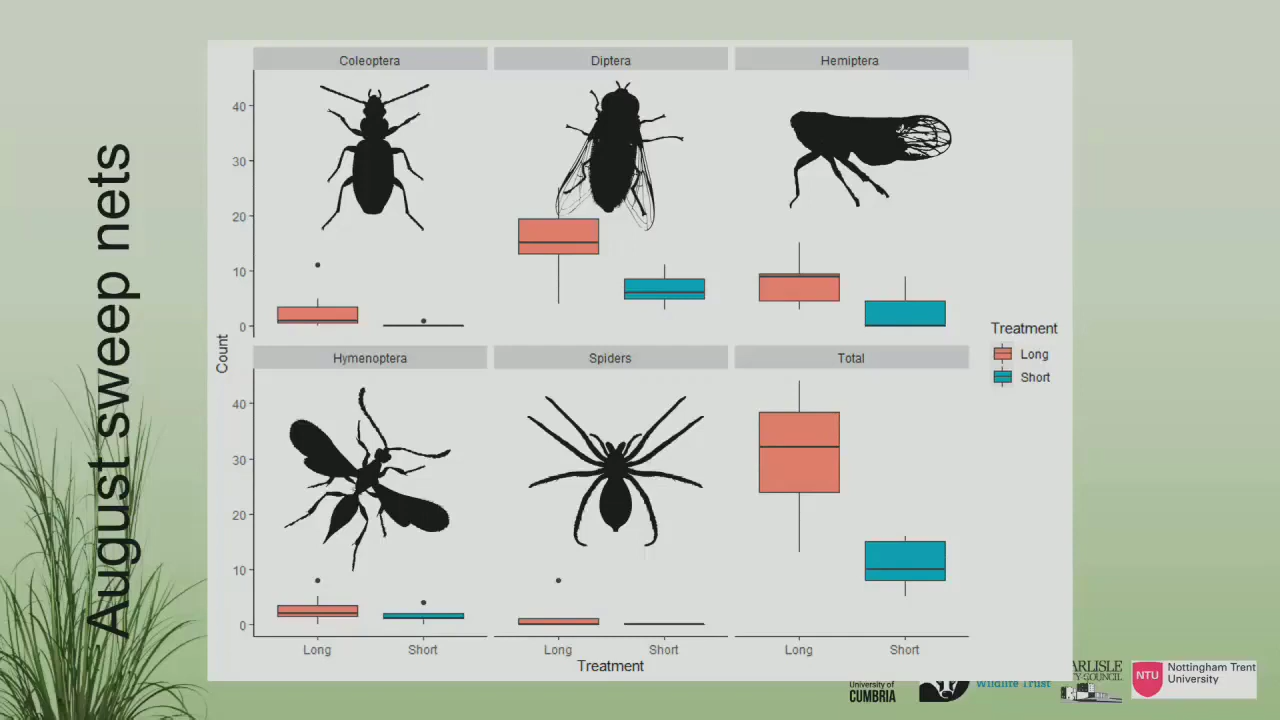 August sweep nets
Coleoptera
Diptera
Hemiptera
40
30
20
10
0
Hymenoptera
Spiders
Total
40
30
20
10
0
Count
Long
Short
Long
Short
Long
Short
Treatment
Treatment
Long
Short
University of
CUMBRIA
Wildlife Trust
NTU
Nottingham Trent
University